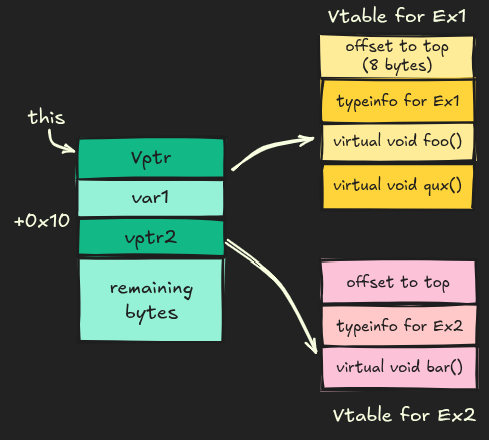 Vtable for Ex1
offset to top
(8 bytes)
typeinfo for Ex1
virtual void foo()
virtual void qux()
this
Vptr
var1
+0x10
vptr2
remaining
bytes
offset to top
typeinfo for Ex2
virtual void bar()
Vtable for Ex2